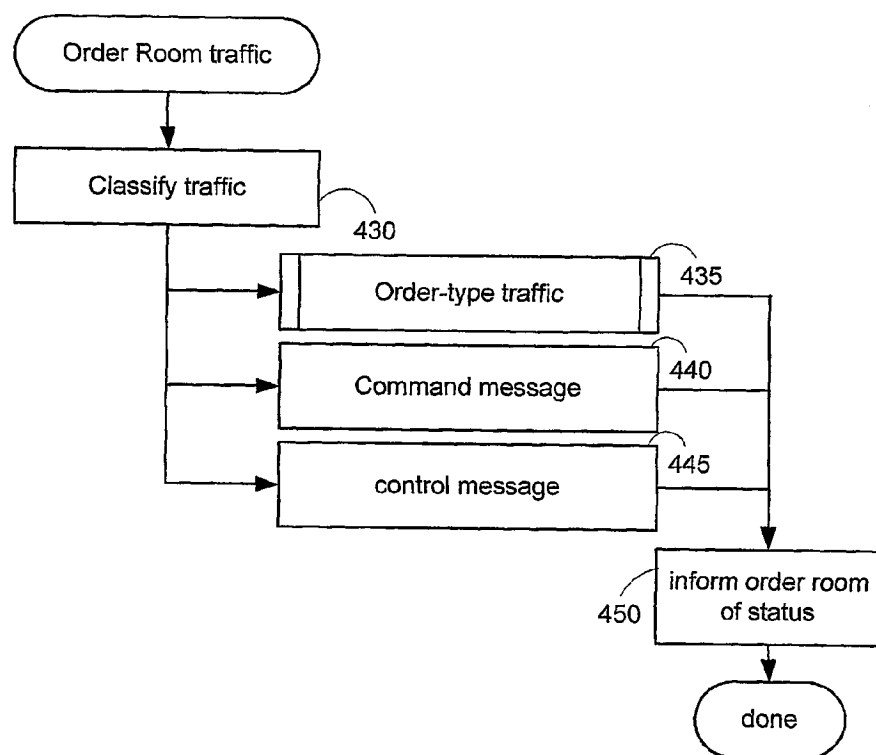 Order Room traffic
Classify traffic
430
Order-type traffic
435
Command message
440
control message
445
inform order room
of status
450
done